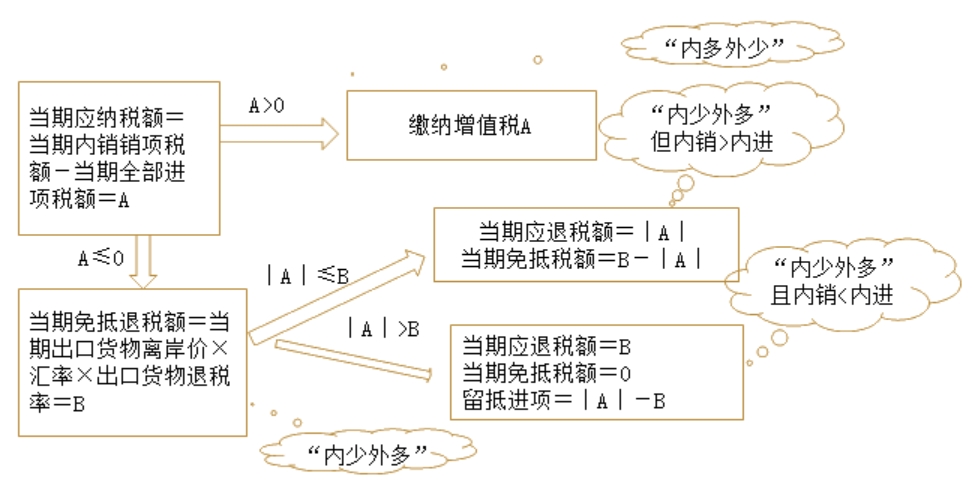 “内多外少”
当期应纳税额＝
当期内销销项税
额－当期全部进
项税额＝A
A>0
缴纳增值税A
“内少外多”
但内销>内进
A≤0
当期应退税额＝|A|
当期免抵税额＝B－|A|
|A|≤B
“内少外多”
且内销<内进
当期免抵退税额＝当
期出口货物离岸价×
汇率×出口货物退税
率＝B
|A|>B
当期应退税额＝B
当期免抵税额＝0
留抵进项＝|A|－B
“内少外多”